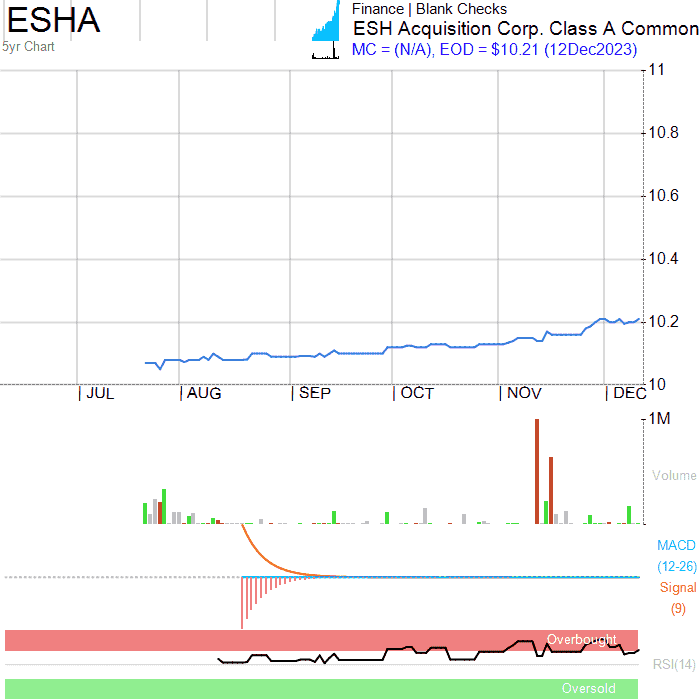 ESHA
Finance | Blank Checks
ESH Acquisition Corp. Class A Common
5yr Chart
MC = (N/A), EOD = $10.21 (12Dec2023)
11
10.8
10.6
10.4
10.2
10
| JUL | AUG | SEP | OCT | NOV | DEC
1M
Volume
MACD
(12-26)
Signal
(9)
Overbought
RSI(14)
Oversold